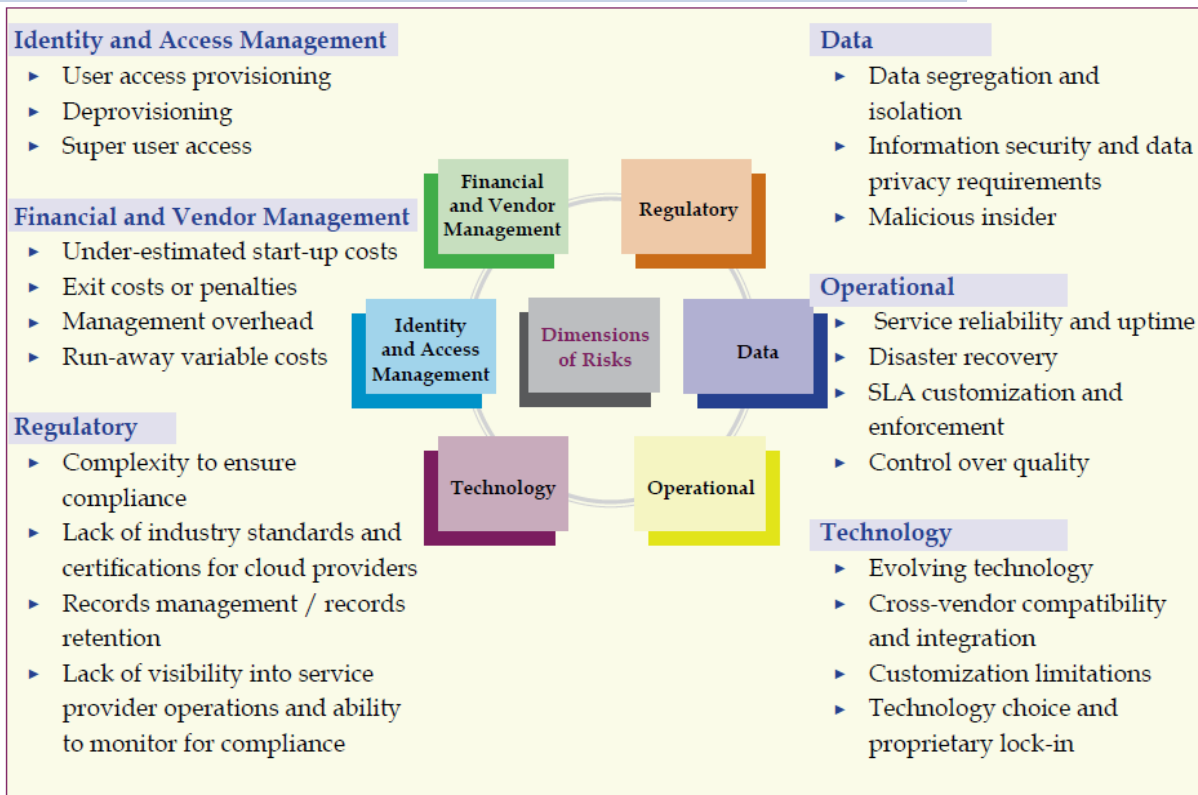 Identity and Access Management
► User access provisioning
► Deprovisioning
► Super user access
Financial and Vendor Management
► Under-estimated start-up costs
► Exit costs or penalties
► Management overhead
► Run-away variable costs
Regulatory
► Complexity to ensure
compliance
► Lack of industry standards and
certifications for cloud providers
► Records management / records
retention
► Lack of visibility into service
provider operations and ability
to monitor for compliance
Financial
and Vendor
Management
Regulatory
Identity
and Access
Management
Dimensions
of Risks
Data
Technology
Operational
Data
► Data segregation and
isolation
► Information security and data
privacy requirements
► Malicious insider
Operational
► Service reliability and uptime
► Disaster recovery
► SLA customization and
enforcement
► Control over quality
Technology
► Evolving technology
► Cross-vendor compatibility
and integration
► Customization limitations
► Technology choice and
proprietary lock-in